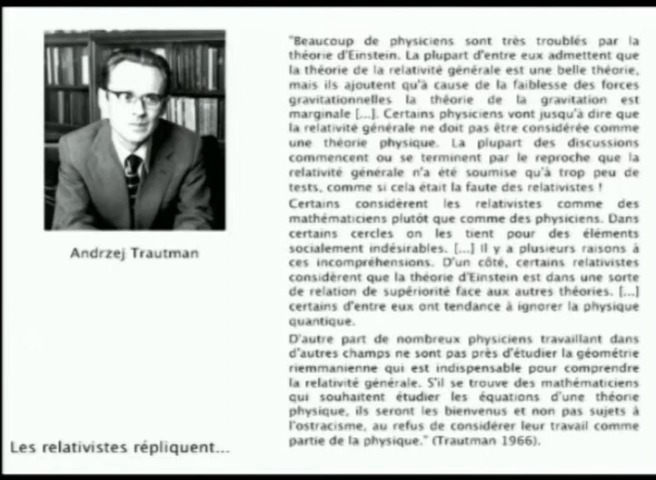 "Beaucoup de physiciens sont très troublés par la
théorie d'Einstein. La plupart d'entre eux admettent que
la théorie de la relativité générale est une belle théorie,
mais ils ajoutent qu'à cause de la faiblesse des forces
gravitationnelles la théorie de la gravitation est
marginale [...]. Certains physiciens vont jusqu'à dire que
la relativité générale ne doit pas être considérée comme
une théorie physique. La plupart des discussions
commencent ou se terminent par le reproche que la
relativité générale n'a été soumise qu'à trop peu de
tests, comme si cela était la faute des relativistes !
Certains considèrent les relativistes comme des
mathématiciens plutôt que comme des physiciens. Dans
certains cercles on les tient pour des éléments
socialement indésirables. [...] Il y a plusieurs raisons à
ces incompréhensions. D'un côté, certains relativistes
considèrent que la théorie d'Einstein est dans une sorte
de relation de supériorité face aux autres théories. [...]
certains d'entre eux ont tendance à ignorer la physique
quantique.
D'autre part de nombreux physiciens travaillant dans
d'autres champs ne sont pas près d'étudier la géométrie
riemmanienne qui est indispensable pour comprendre
la relativité générale. S'il se trouve des mathématiciens
qui souhaitent étudier les équations d'une théorie
physique, ils seront les bienvenus et non pas sujets à
l'ostracisme, au refus de considérer leur travail comme
partie de la physique." (Trautman 1966).
Andrzej Trautman
Les relativistes répliquent...